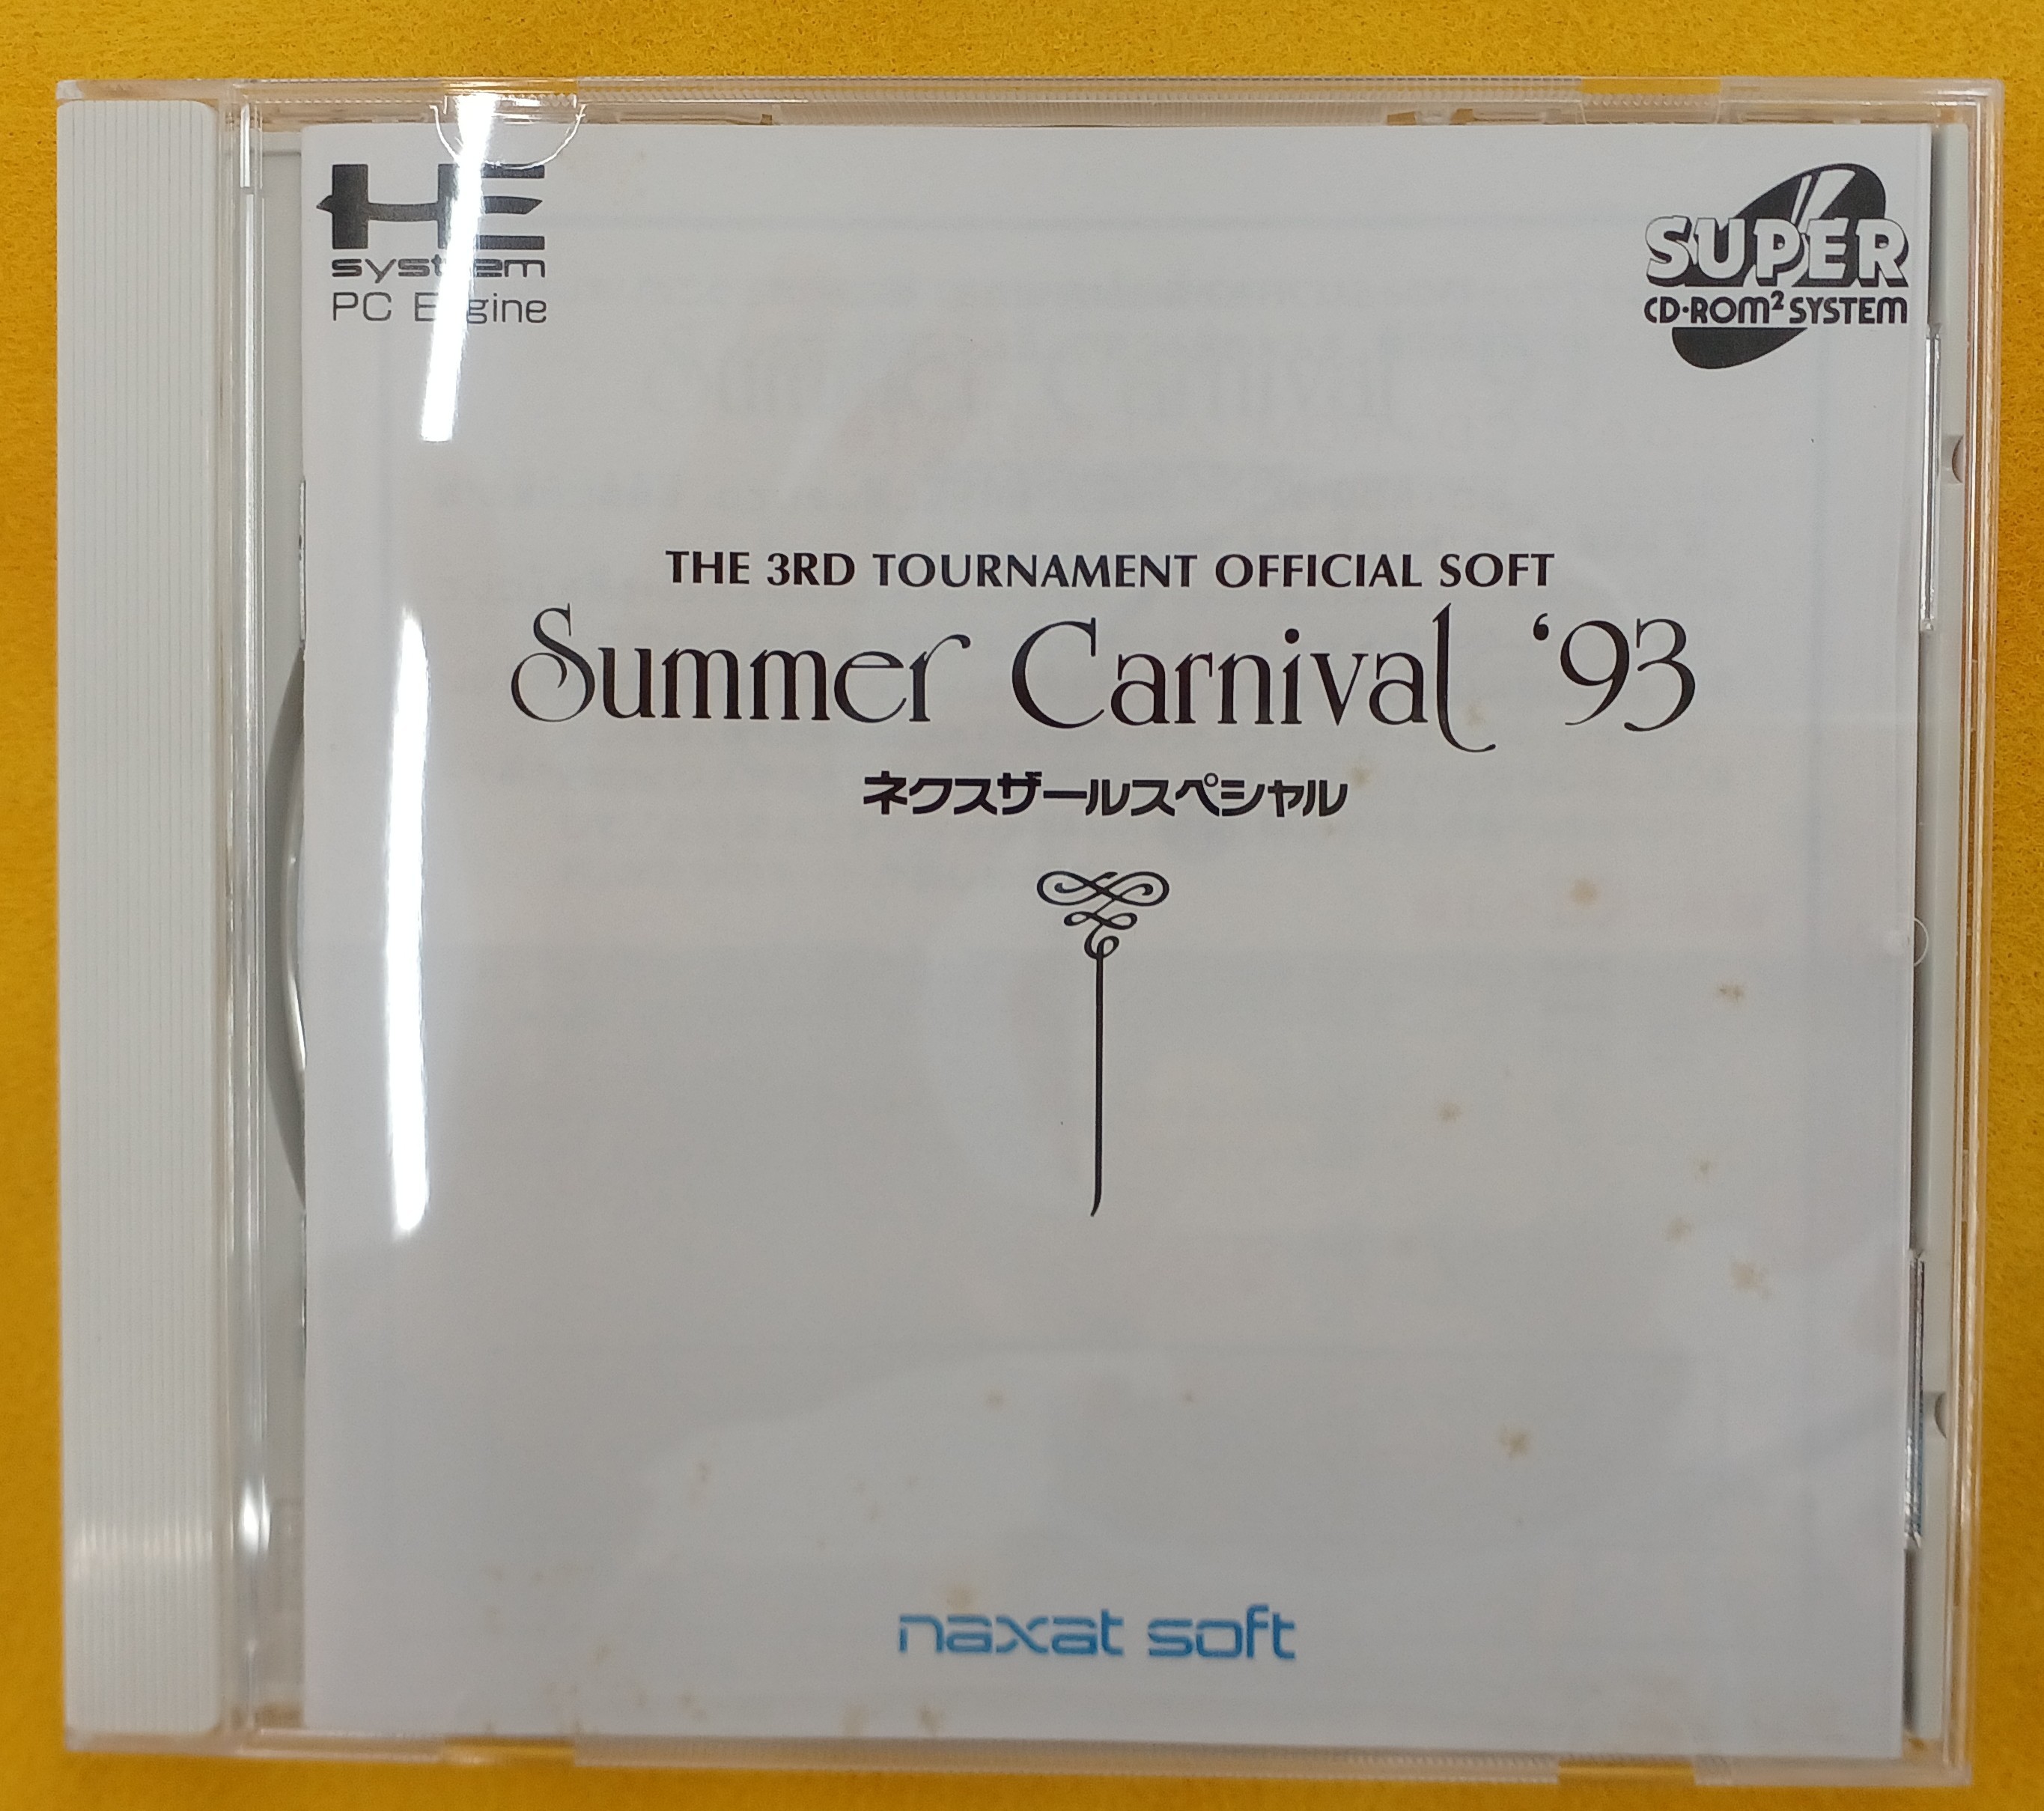 HE
system
PC Engine
SUPER
CD-ROM² SYSTEM
THE 3RD TOURNAMENT OFFICIAL SOFT
Summer Carnival '93
ネクスザールスペシャル
naxat soft